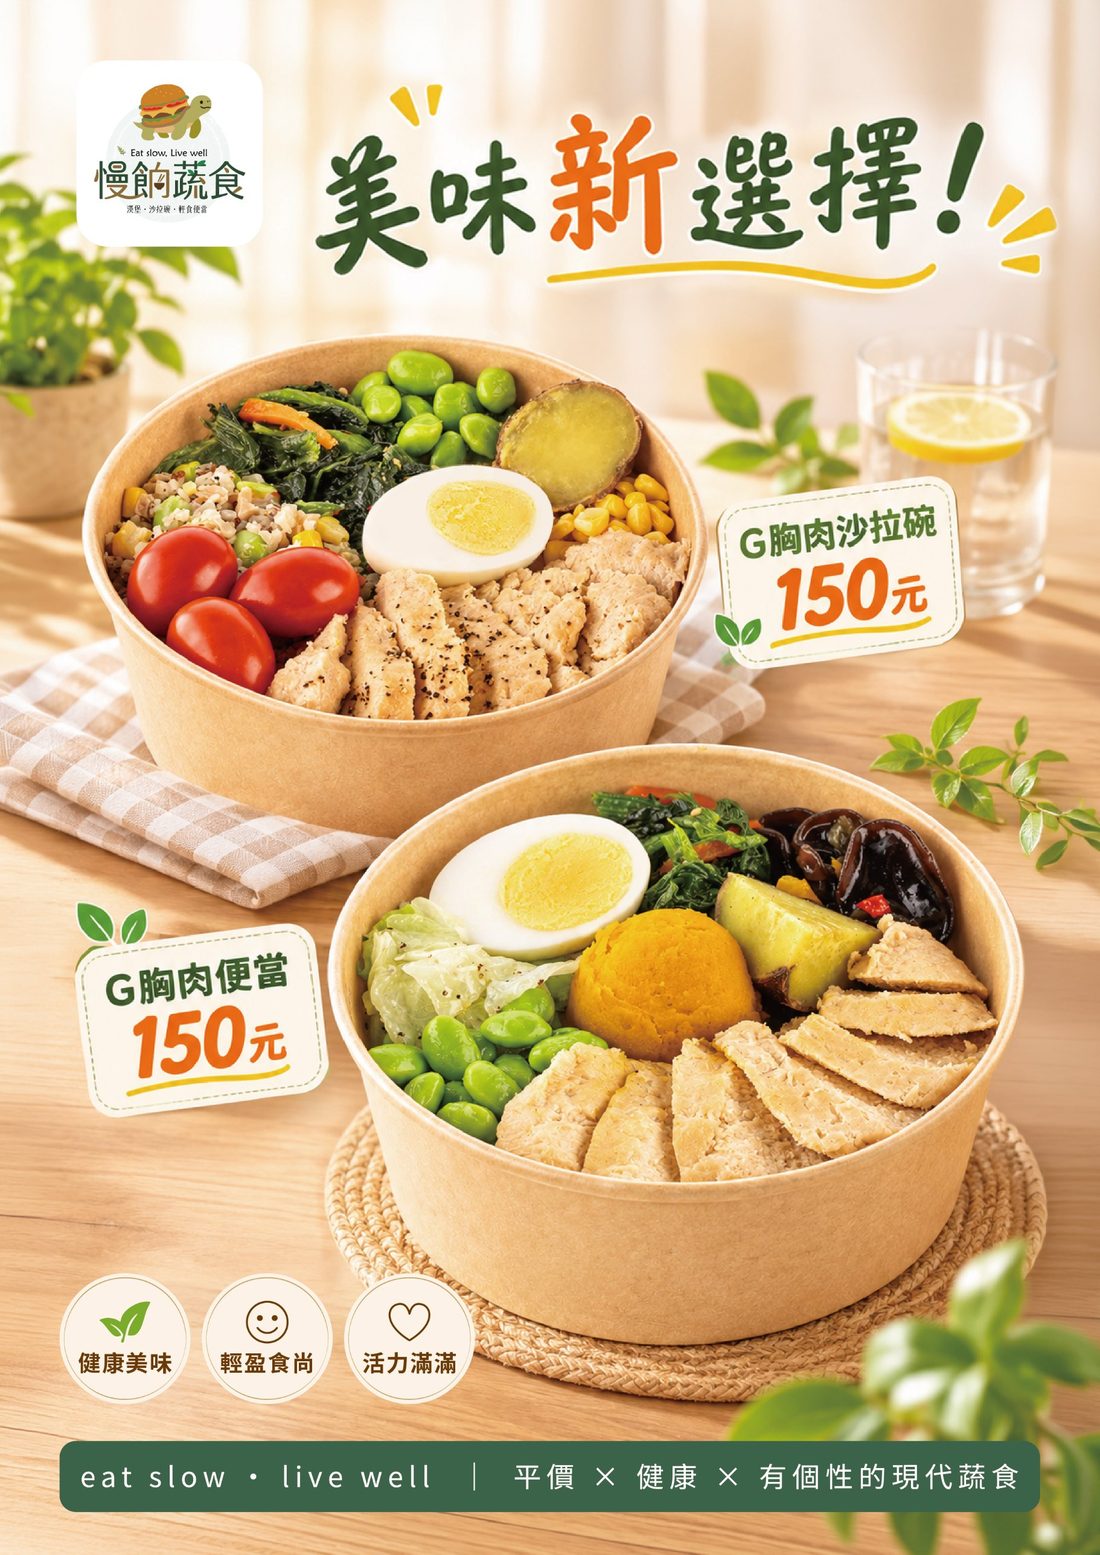 Eat slow, Live well
慢餉蔬食
漢堡・沙拉碗・輕食便當
美味新選擇!
G胸肉沙拉碗
150元
G胸肉便當
150元
健康美味
輕盈食尚
活力滿滿
eat slow · live well | 平價 × 健康 × 有個性的現代蔬食